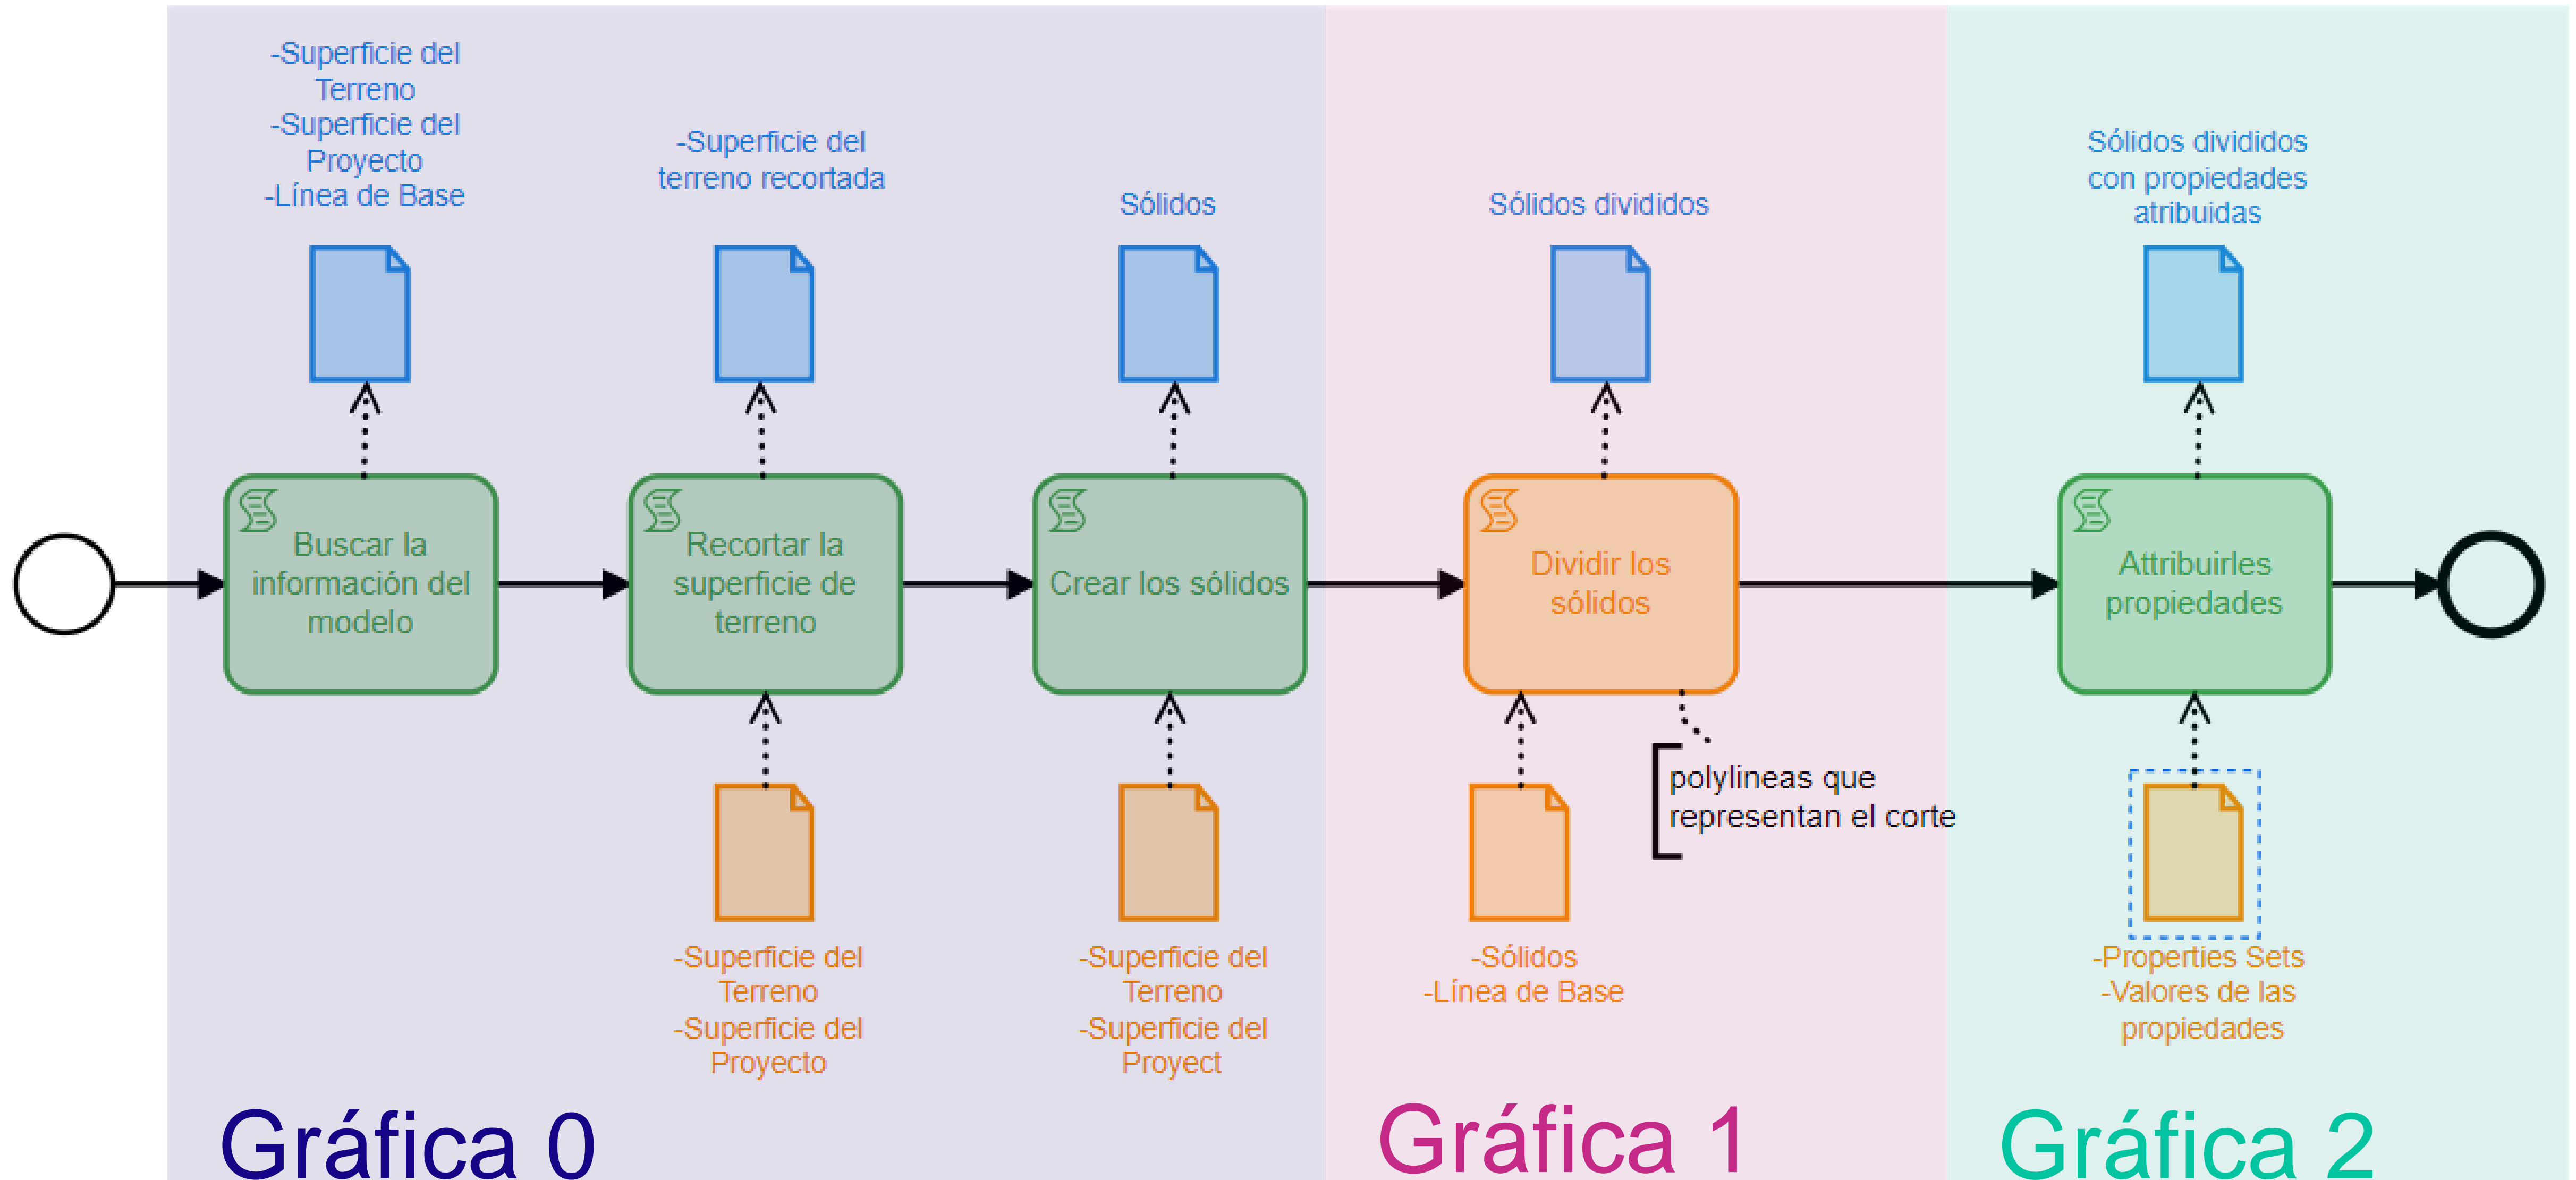 -Superficie del
Terreno
-Superficie del
Proyecto
-Línea de Base
-Superficie del
terreno recortada
Sólidos
Sólidos divididos
Sólidos divididos
con propiedades
atribuidas
Buscar la
información del
modelo
Recortar la
superficie de
terreno
Crear los sólidos
Dividir los
sólidos
Attribuirles
propiedades
polylineas que
representan el corte
-Superficie del
Terreno
-Superficie del
Proyecto
-Superficie del
Terreno
-Superficie del
Proyect
-Sólidos
-Línea de Base
-Properties Sets
-Valores de las
propiedades
Gráfica 0
Gráfica 1
Gráfica 2